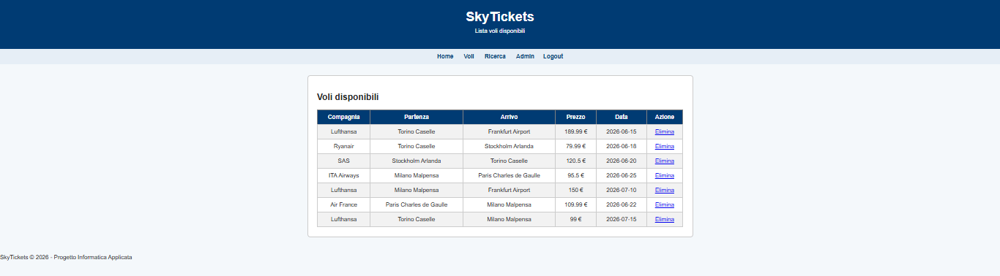 SkyTickets
Lista voli disponibili
Home Voli Ricerca Admin Logout
Voli disponibili
Compagnia Partenza Arrivo Prezzo Data Azione
Lufthansa Torino Caselle Frankfurt Airport 189.99 € 2026-06-15 Elimina
Ryanair Torino Caselle Stockholm Arlanda 79.99 € 2026-06-18 Elimina
SAS Stockholm Arlanda Torino Caselle 120.5 € 2026-06-20 Elimina
ITA Airways Milano Malpensa Paris Charles de Gaulle 95.5 € 2026-06-25 Elimina
Lufthansa Milano Malpensa Frankfurt Airport 150 € 2026-07-10 Elimina
Air France Paris Charles de Gaulle Milano Malpensa 109.99 € 2026-06-22 Elimina
Lufthansa Torino Caselle Milano Malpensa 99 € 2026-07-15 Elimina
SkyTickets © 2026 - Progetto Informatica Applicata